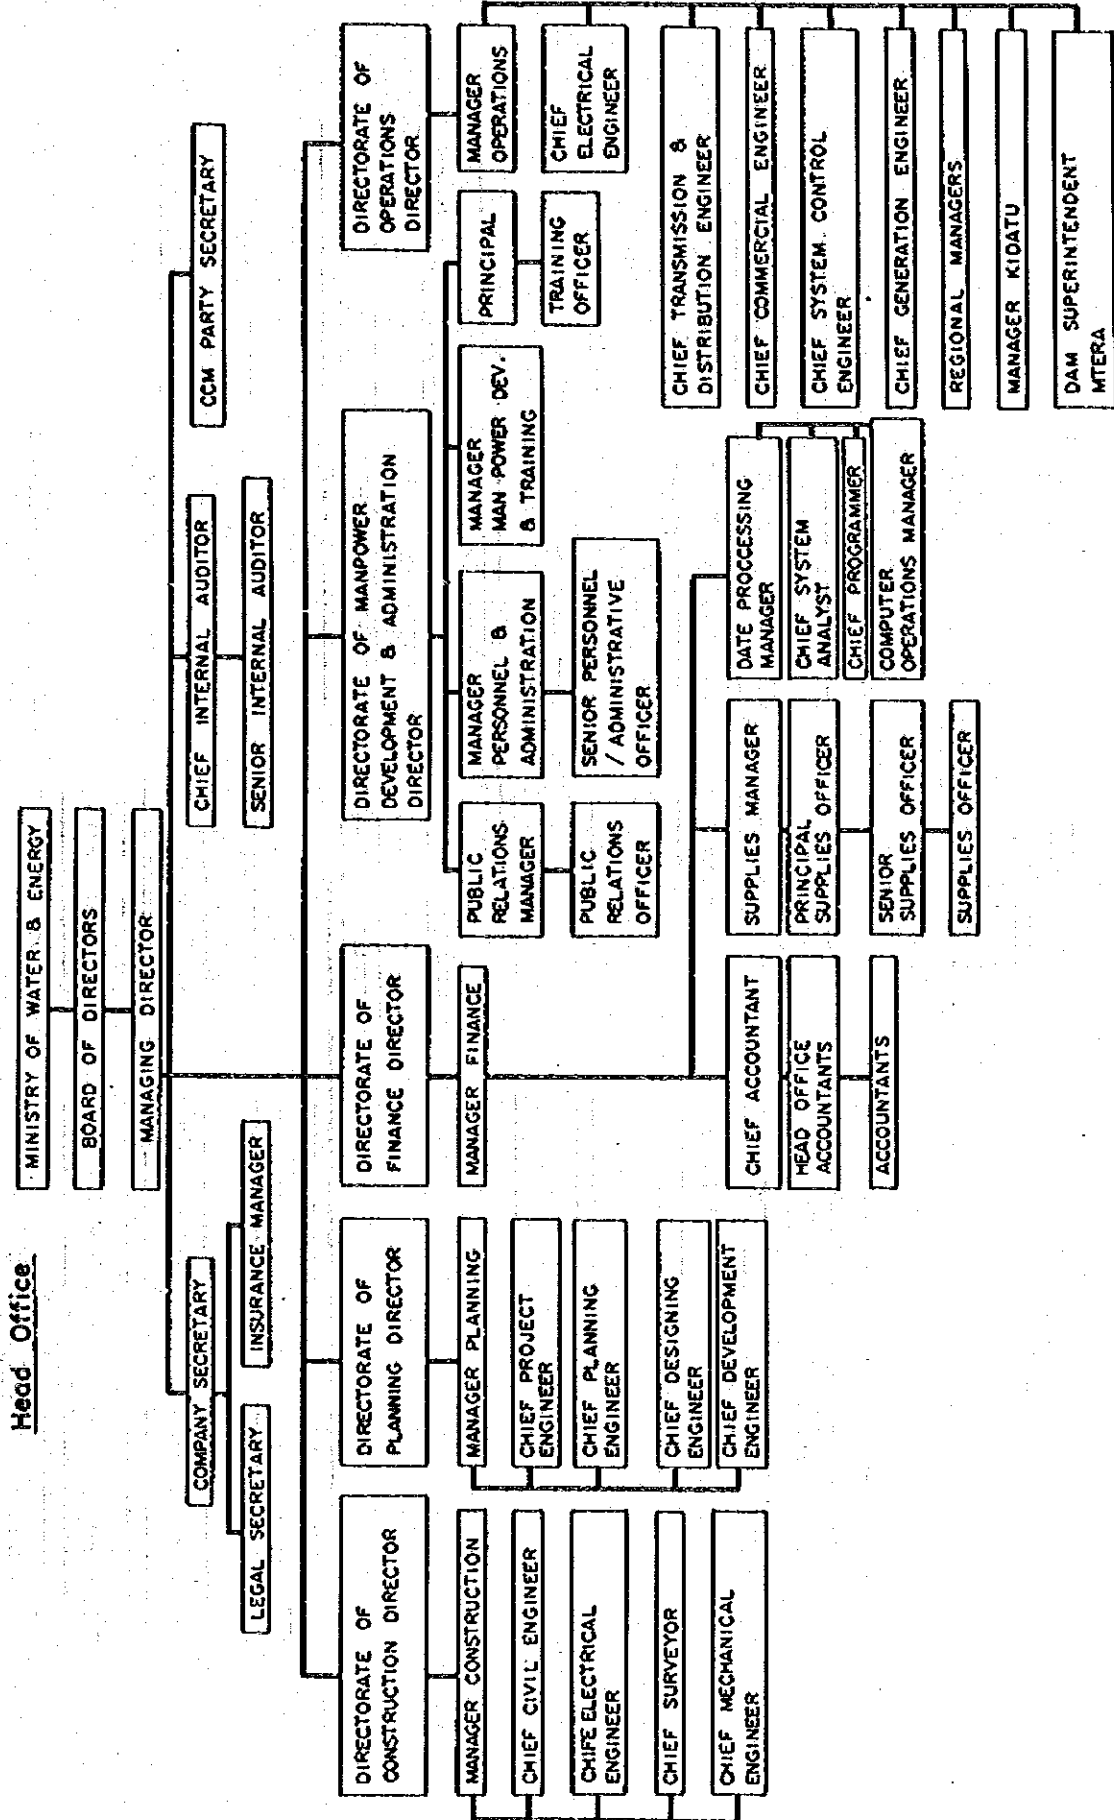 Head Office
MINISTRY OF WATER & ENERGY
BOARD OF DIRECTORS
MANAGING DIRECTOR
COMPANY SECRETARY
CHIEF INTERNAL AUDITOR
CCM PARTY SECRETARY
LEGAL SECRETARY
INSURANCE MANAGER
SENIOR INTERNAL AUDITOR
DIRECTORATE OF
CONSTRUCTION DIRECTOR
DIRECTORATE OF
PLANNING DIRECTOR
DIRECTORATE OF
FINANCE DIRECTOR
DIRECTORATE OF MANPOWER
DEVELOPMENT & ADMINISTRATION
DIRECTOR
DIRECTORATE OF
OPERATIONS
DIRECTOR
MANAGER CONSTRUCTION
CHIEF CIVIL ENGINEER
CHIFE ELECTRICAL
ENGINEER
CHIEF SURVEYOR
CHIEF MECHANICAL
ENGINEER
MANAGER PLANNING
CHIEF PROJECT
ENGINEER
CHIEF PLANNING
ENGINEER
CHIEF DESIGNING
ENGINEER
CHIEF DEVELOPMENT
ENGINEER
MANAGER FINANCE
PUBLIC
RELATIONS
MANAGER
PUBLIC
RELATIONS
OFFICER
MANAGER
PERSONNEL &
ADMINISTRATION
SENIOR PERSONNEL
/ ADMINISTRATIVE
OFFICER
MANAGER
MAN POWER DEV.
& TRAINING
PRINCIPAL
TRAINING
OFFICER
MANAGER
OPERATIONS
CHIEF
ELECTRICAL
ENGINEER
CHIEF TRANSMISSION &
DISTRIBUTION ENGINEER
CHIEF COMMERCIAL ENGINEER
CHIEF SYSTEM CONTROL
ENGINEER
CHIEF GENERATION ENGINEER
REGIONAL MANAGERS
MANAGER KIDATU
DAM SUPERINTENDENT
MTERA
CHIEF ACCOUNTANT
HEAD OFFICE
ACCOUNTANTS
ACCOUNTANTS
SUPPLIES MANAGER
PRINCIPAL
SUPPLIES OFFICER
SENIOR
SUPPLIES OFFICER
SUPPLIES OFFICER
DATE PROCCESSING
MANAGER
CHIEF SYSTEM
ANALYST
CHIEF PROGRAMMER
COMPUTER
OPERATIONS MANAGER